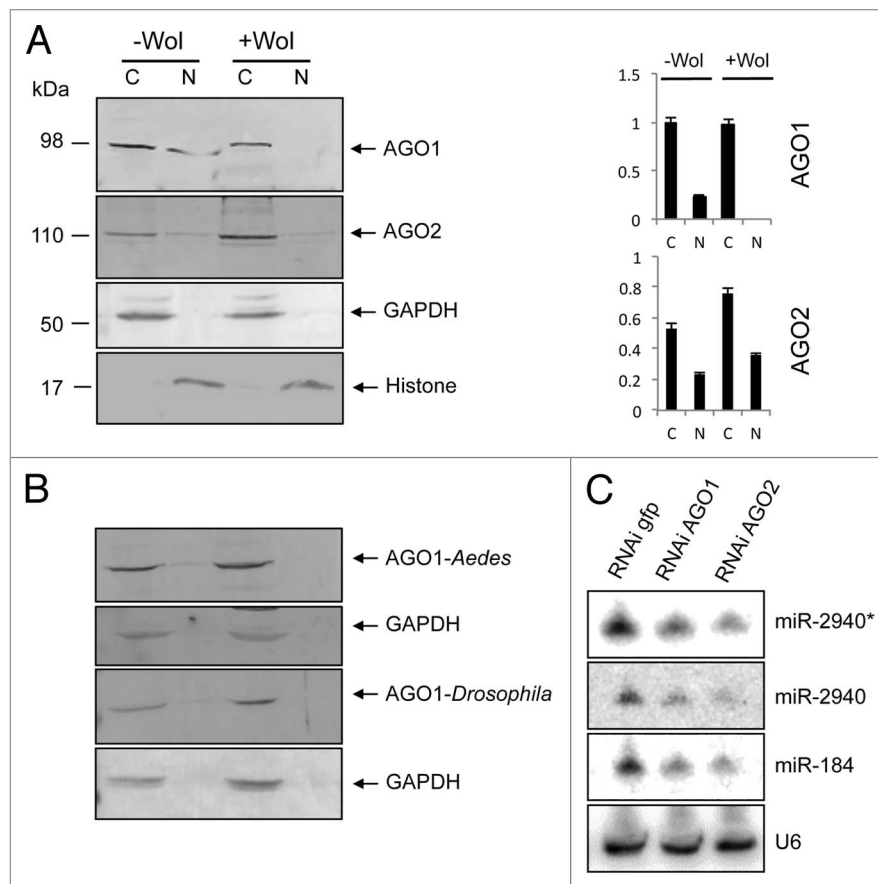 A
-Wol +Wol
C N C N
kDa
98
AGO1
110
AGO2
50
GAPDH
17
Histone
-Wol +Wol
1.5
1
0.5
0
C N C N
AGO1
1
0.8
0.6
0.4
0.2
0
C N C N
AGO2
B
AGO1-Aedes
GAPDH
AGO1-Drosophila
GAPDH
C
RNAi gfp
RNAi AGO1
RNAi AGO2
miR-2940*
miR-2940
miR-184
U6